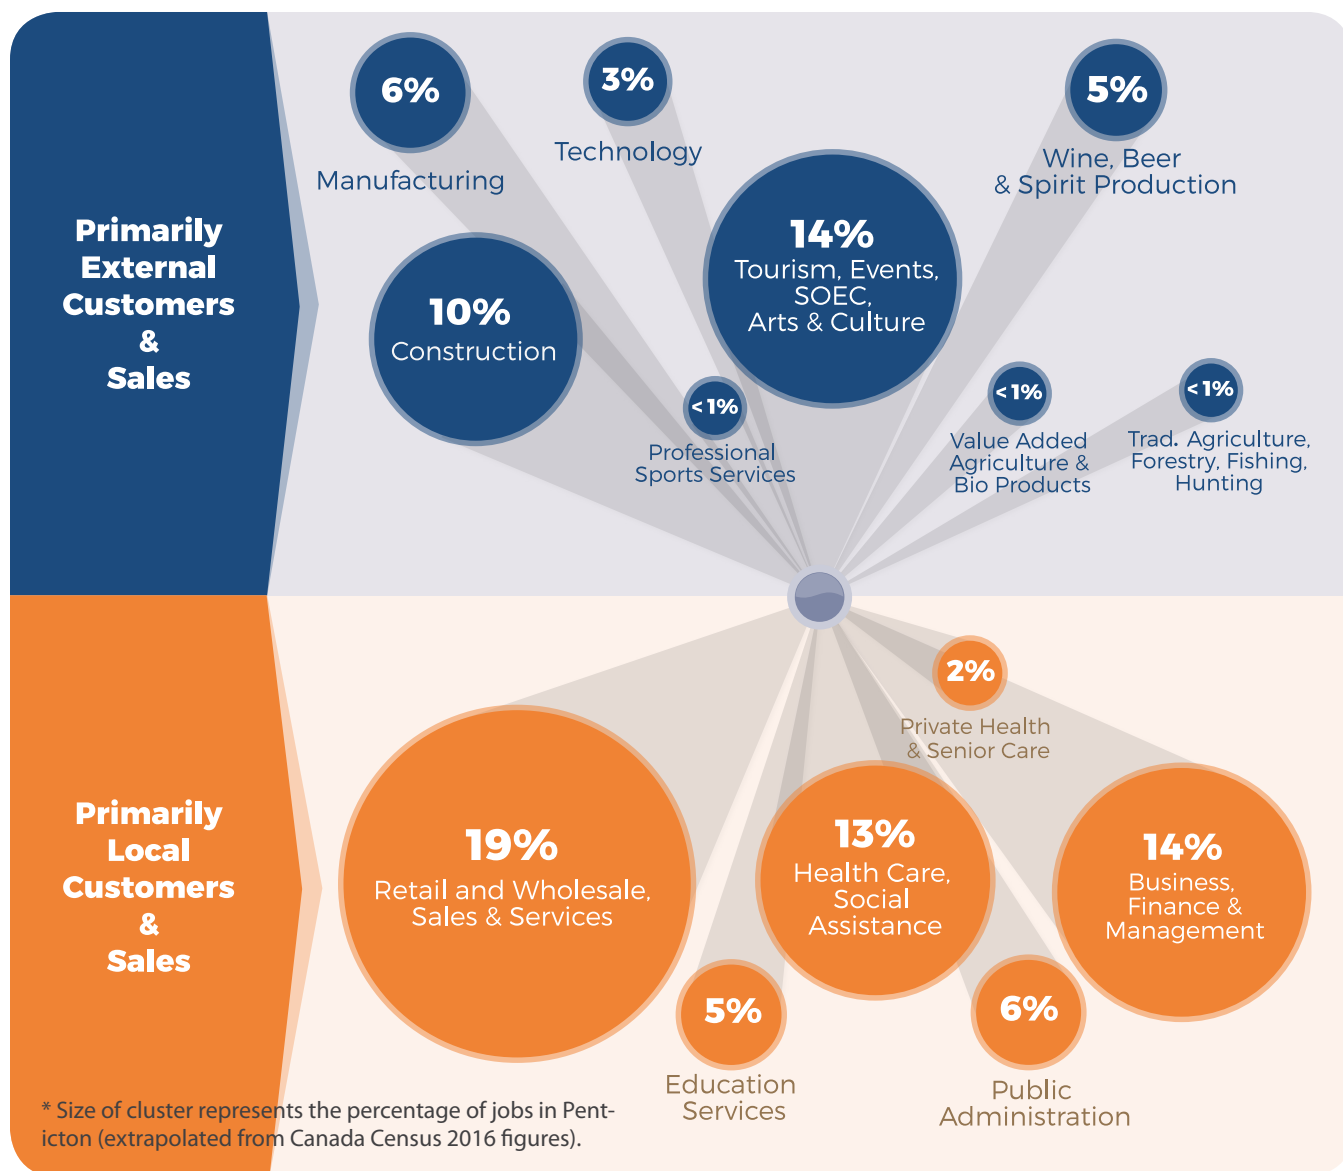 Primarily
External
Customers
&
Sales
6%
Manufacturing
3%
Technology
5%
Wine, Beer
& Spirit Production
14%
Tourism, Events,
SOEC,
Arts & Culture
10%
Construction
< 1%
Professional
Sports Services
< 1%
Value Added
Agriculture &
Bio Products
< 1%
Trad. Agriculture,
Forestry, Fishing,
Hunting
Primarily
Local
Customers
&
Sales
2%
Private Health
& Senior Care
19%
Retail and Wholesale,
Sales & Services
13%
Health Care,
Social
Assistance
14%
Business,
Finance &
Management
5%
Education
Services
6%
Public
Administration
* Size of cluster represents the percentage of jobs in Pent-
icton (extrapolated from Canada Census 2016 figures).